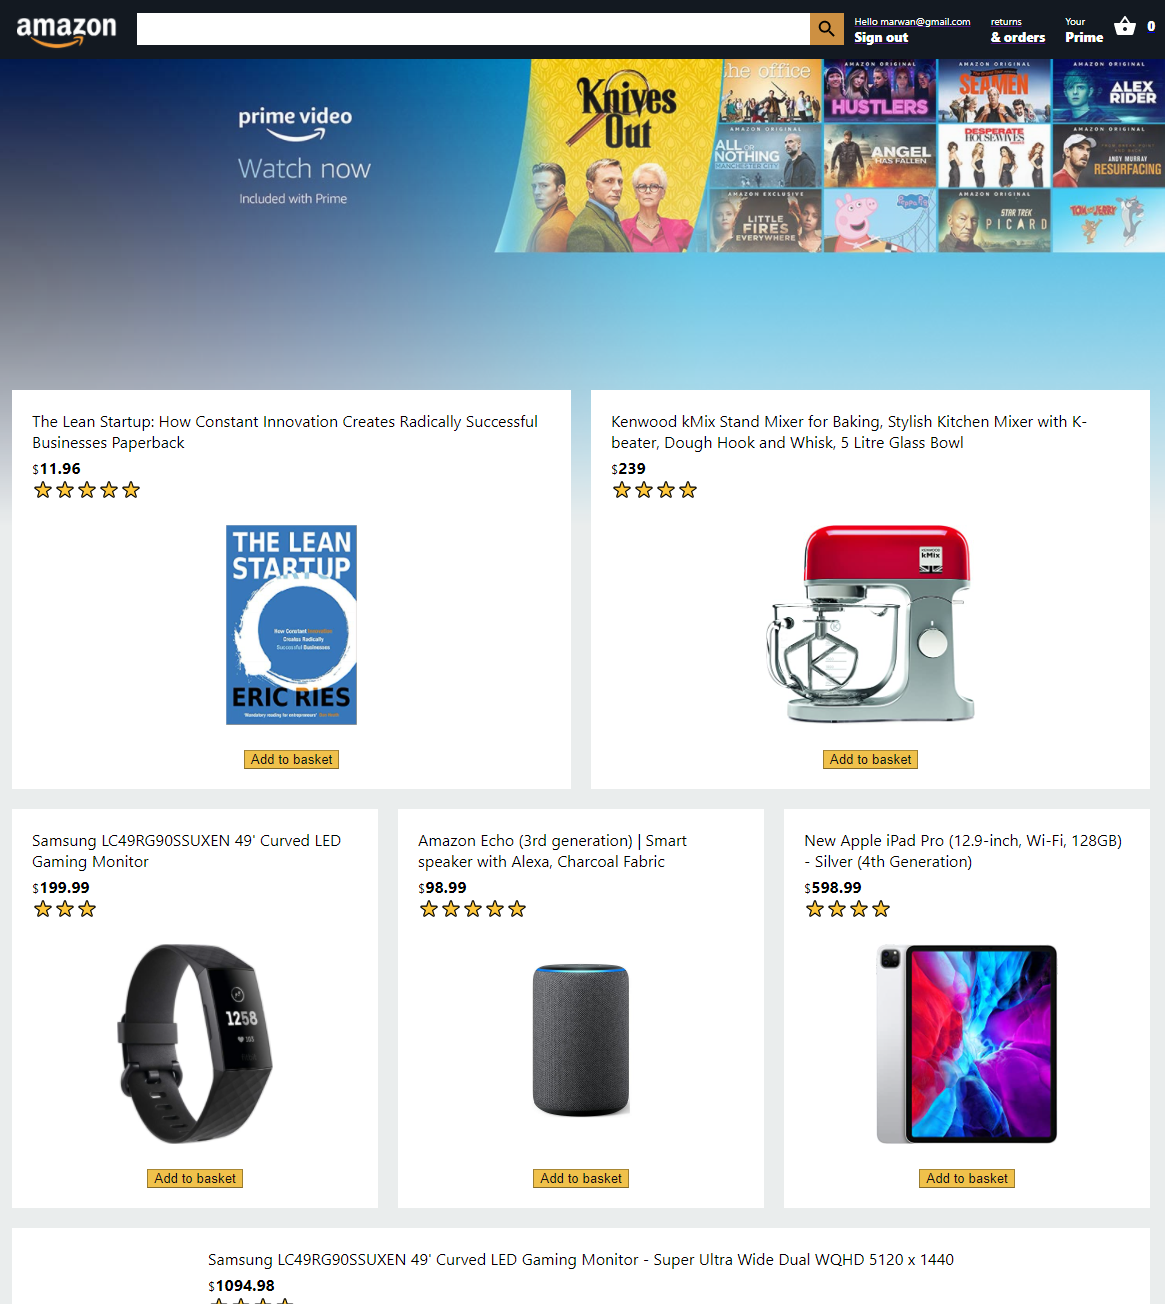 amazon
Hello marwan@gmail.com
Sign out
returns
& orders
Your
Prime
0
prime video
Watch now
Included with Prime
Knives
Out
the office
AMAZON ORIGINAL
HUSTLERS
AMAZON ORIGINAL
SEAMEN
AMAZON ORIGINAL
ALEX
RIDER
AMAZON ORIGINAL
ALL OR
NOTHING
MANCHESTER CITY
ANGEL
HAS FALLEN
DESPERATE
HOUSEWIVES
AMAZON ORIGINAL
ANDY MURRAY
RESURFACING
AMAZON EXCLUSIVE
LITTLE
FIRES
EVERYWHERE
Peppa Pig
AMAZON ORIGINAL
STAR TREK
PICARD
TOM and JERRY
The Lean Startup: How Constant Innovation Creates Radically Successful
Businesses Paperback
$11.96
THE LEAN
STARTUP
How Constant Innovation
Creates Radically
Successful Businesses
ERIC RIES
'Mandatory reading for entrepreneurs'
Add to basket
Kenwood kMix Stand Mixer for Baking, Stylish Kitchen Mixer with K-
beater, Dough Hook and Whisk, 5 Litre Glass Bowl
$239
KENWOOD
kMix
Add to basket
Samsung LC49RG90SSUXEN 49' Curved LED
Gaming Monitor
$199.99
1258
fitbit
Add to basket
Amazon Echo (3rd generation) | Smart
speaker with Alexa, Charcoal Fabric
$98.99
Add to basket
New Apple iPad Pro (12.9-inch, Wi-Fi, 128GB)
- Silver (4th Generation)
$598.99
Add to basket
Samsung LC49RG90SSUXEN 49' Curved LED Gaming Monitor - Super Ultra Wide Dual WQHD 5120 x 1440
$1094.98